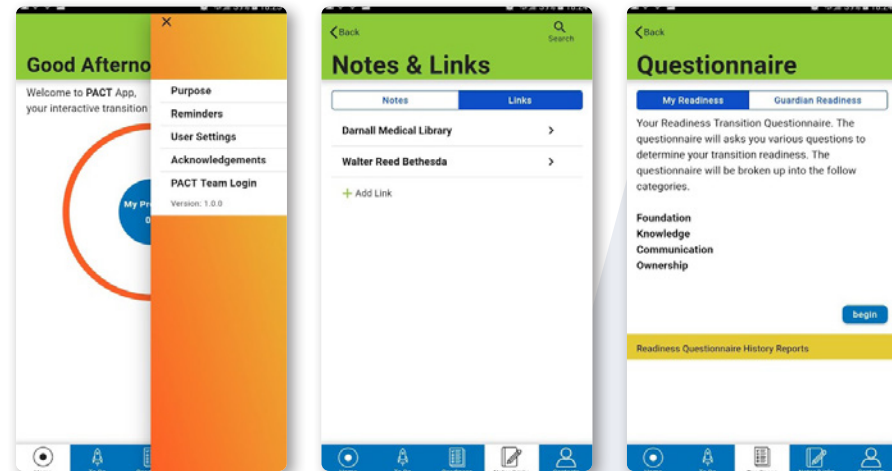 Good Afterno
Welcome to PACT App,
your interactive transition
My Pr
0
Purpose
Reminders
User Settings
Acknowledgements
PACT Team Login
Version: 1.0.0
Back
Search
Notes & Links
Notes
Links
Darnall Medical Library
Walter Reed Bethesda
+ Add Link
Back
Questionnaire
My Readiness
Guardian Readiness
Your Readiness Transition Questionnaire. The
questionnaire will asks you various questions to
determine your transition readiness. The
questionnaire will be broken up into the follow
categories.
Foundation
Knowledge
Communication
Ownership
begin
Readiness Questionnaire History Reports